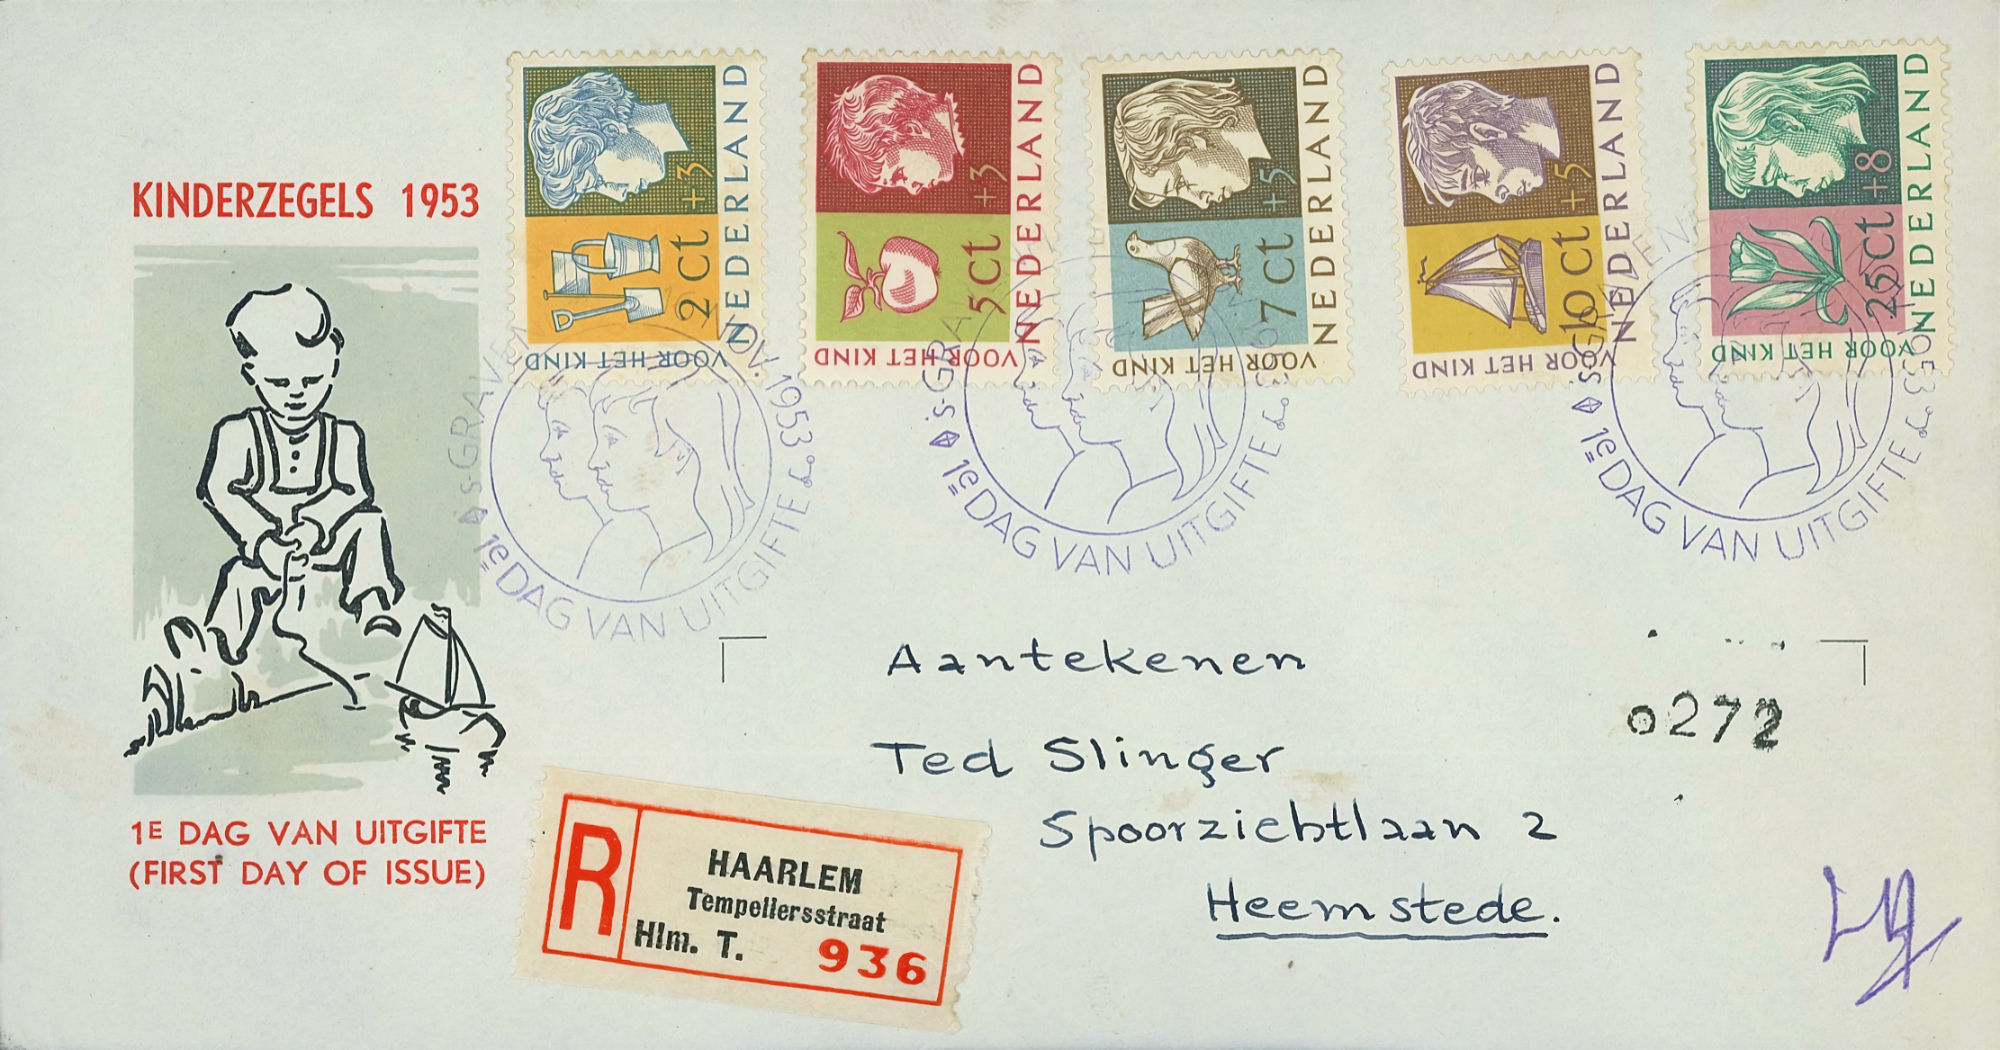 KINDERZEGELS 1953
2 Ct +3
NEDERLAND
VOOR HET KIND
5 Ct +3
NEDERLAND
VOOR HET KIND
7 Ct +5
NEDERLAND
VOOR HET KIND
10 Ct +5
NEDERLAND
VOOR HET KIND
25 Ct +8
NEDERLAND
VOOR HET KIND
1e DAG VAN UITGIFTE
1e DAG VAN UITGIFTE
1e DAG VAN UITGIFTE
Aantekenen
0272
Ted Slinger
Spoorzichtlaan 2
Heemstede.
1E DAG VAN UITGIFTE
(FIRST DAY OF ISSUE)
R
HAARLEM
Tempeliersstraat
Hlm. T. 936